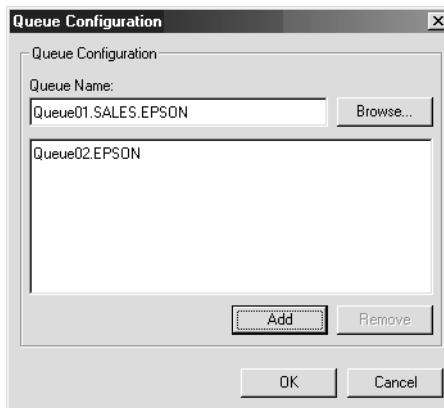 Queue Configuration
Queue Configuration
Queue Name:
Queue01.SALES.EPSON
Browse...
Queue02.EPSON
Add
Remove
OK
Cancel